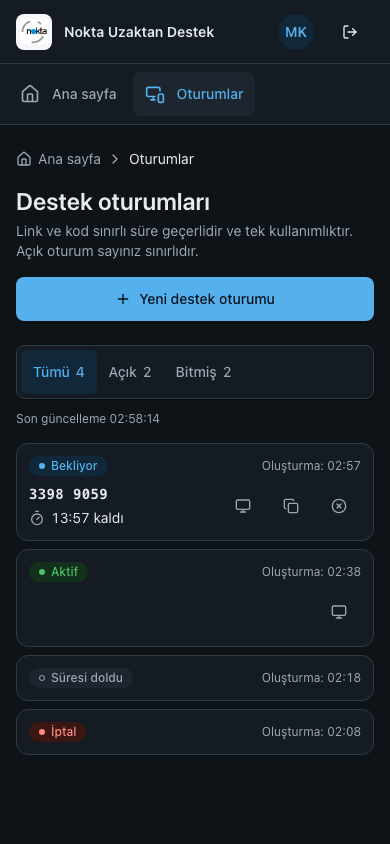 nokta
Nokta Uzaktan Destek
MK
Ana sayfa
Oturumlar
Ana sayfa
Oturumlar
Destek oturumları
Link ve kod sınırlı süre geçerlidir ve tek kullanımlıktır.
Açık oturum sayınız sınırlıdır.
Yeni destek oturumu
Tümü 4
Açık 2
Bitmiş 2
Son güncelleme 02:58:14
Bekliyor
Oluşturma: 02:57
3398 9059
13:57 kaldı
Aktif
Oluşturma: 02:38
Süresi doldu
Oluşturma: 02:18
İptal
Oluşturma: 02:08